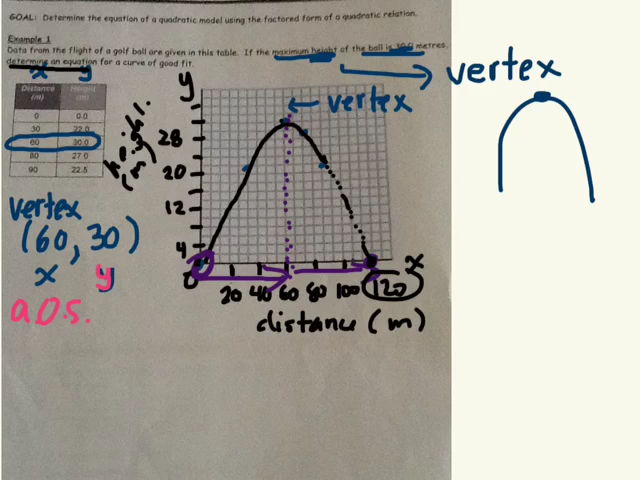 GOAL: Determine the equation of a quadratic model using the factored form of a quadratic relation.
Example 1
Data from the flight of a golf ball are given in this table. If the maximum height of the ball is 30.0 metres,
determine an equation for a curve of good fit.
vertex
x y
Distance (m) Height (m)
0 0.0
30 22.0
60 30.0
80 27.0
90 22.5
y
vertex
height
(m)
28
20
12
4
0
20 40 60 80 100 120
x
distance (m)
vertex
(60, 30)
x y
a.O.S.